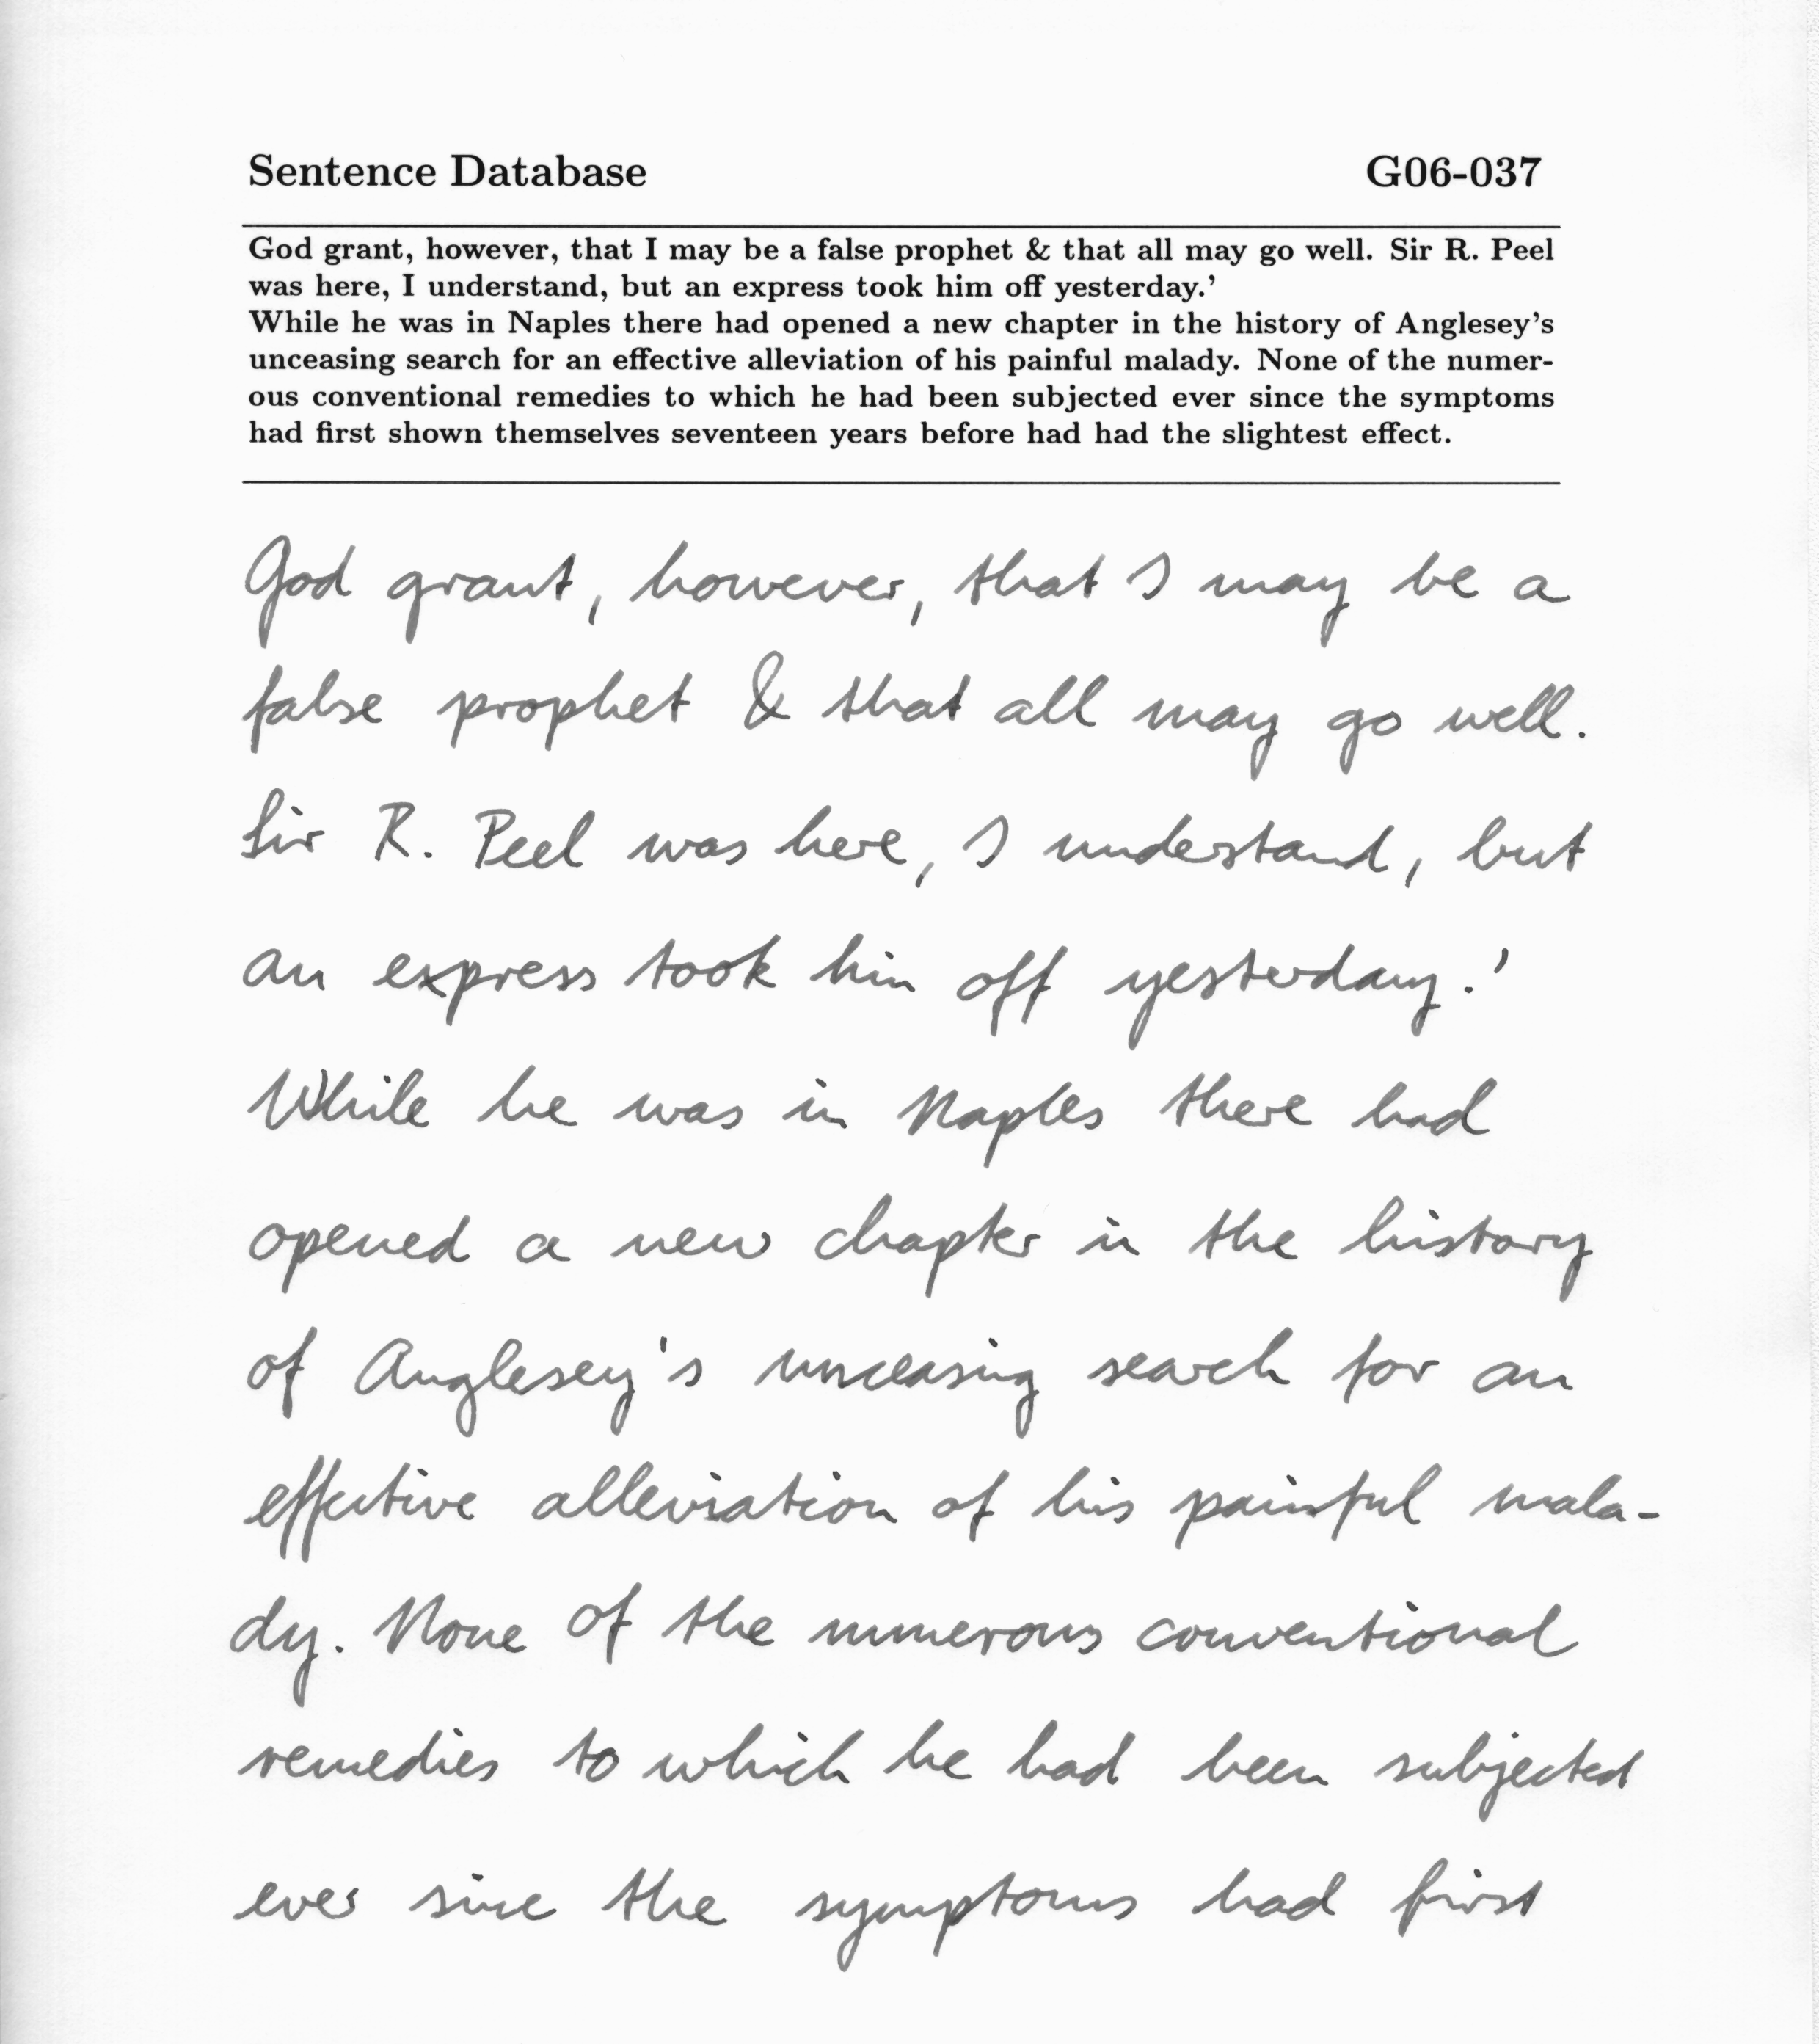 Sentence Database G06-037
God grant, however, that I may be a false prophet & that all may go well. Sir R. Peel
was here, I understand, but an express took him off yesterday.'
While he was in Naples there had opened a new chapter in the history of Anglesey's
unceasing search for an effective alleviation of his painful malady. None of the numer-
ous conventional remedies to which he had been subjected ever since the symptoms
had first shown themselves seventeen years before had had the slightest effect.
God grant, however, that I may be a
false prophet & that all may go well.
Sir R. Peel was here, I understand, but
an express took him off yesterday.'
While he was in Naples there had
opened a new chapter in the history
of Anglesey's unceasing search for an
effective alleviation of his painful mala-
dy. None of the numerous conventional
remedies to which he had been subjected
ever since the symptoms had first